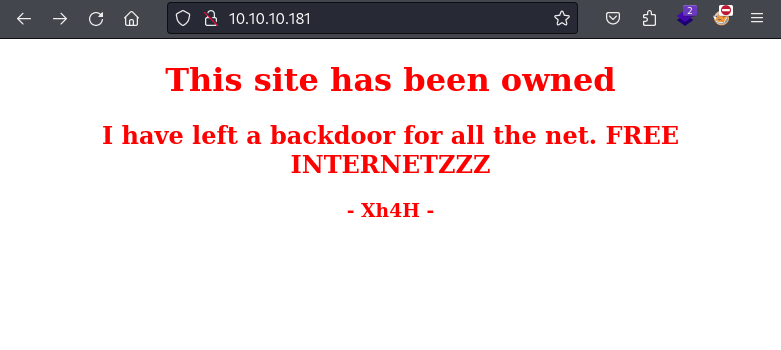 10.10.10.181
2
This site has been owned
I have left a backdoor for all the net. FREE
INTERNETZZZ
- Xh4H -